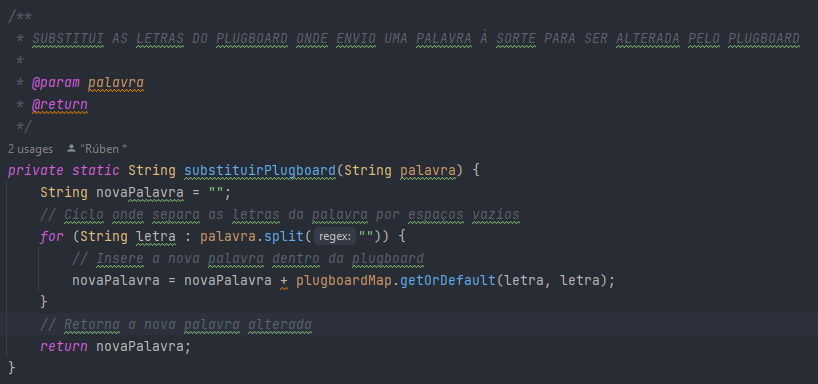 /**
* SUBSTITUI AS LETRAS DO PLUGBOARD ONDE ENVIO UMA PALAVRA À SORTE PARA SER ALTERADA PELO PLUGBOARD
*
* @param palavra
* @return
*/
2 usages "Rúben *
private static String substituirPlugboard(String palavra) {
String novaPalavra = "";
// Ciclo onde separa as letras da palavra por espaços vazios
for (String letra : palavra.split( regex: "")) {
// Insere a nova palavra dentro da plugboard
novaPalavra = novaPalavra + plugboardMap.getOrDefault(letra, letra);
}
// Retorna a nova palavra alterada
return novaPalavra;
}